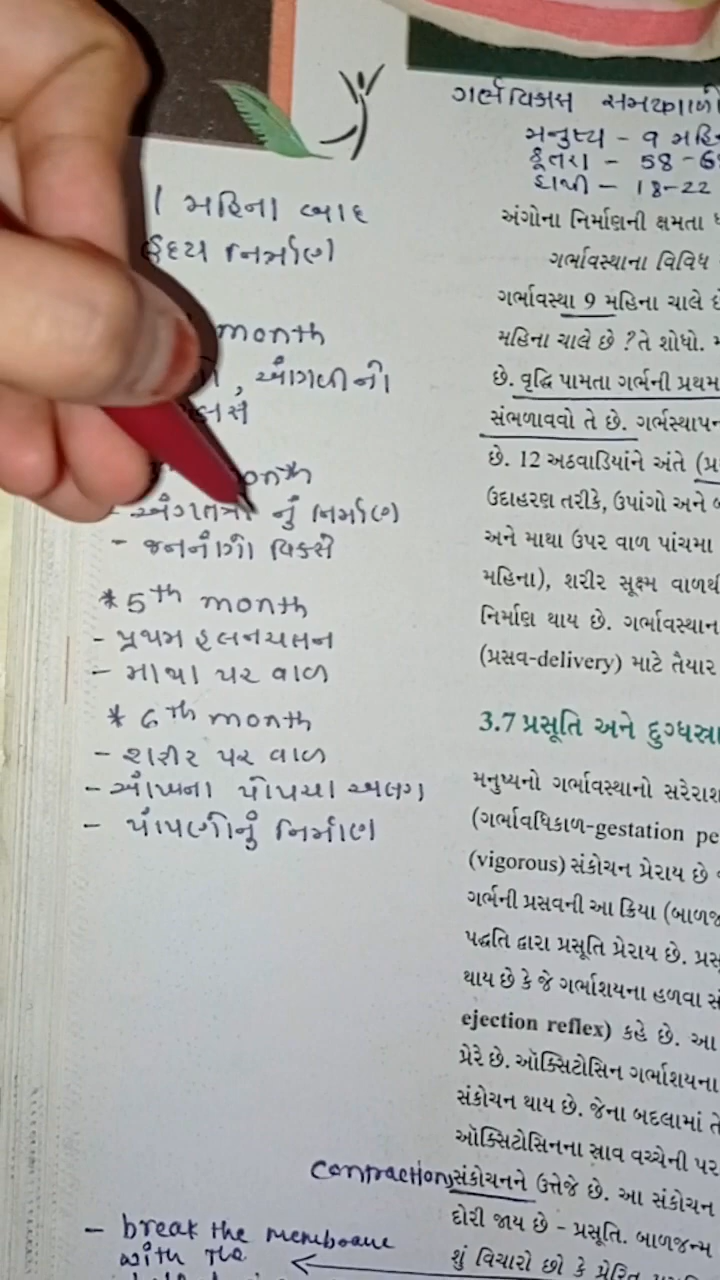 ગર્ભવિકાસ સમયગાળો
મનુષ્ય - ૧ મહિ
કૂતરા - 58 - 6
હાથી - 18-22
1 મહિના બાદ
હૃદય નિર્માણ
month
, આંગળીની
month
- અંગતંત્રો નું નિર્માણ
- જનનાંગો વિકસે
* 5th month
- પ્રથમ હલનચલન
- માથા પર વાળ
* 6th month
- શરીર પર વાળ
- આંખના પોપચા અલગ
- પાંપણોનું નિર્માણ
અંગોના નિર્માણની ક્ષમતા
ગર્ભાવસ્થાના વિવિધ
ગર્ભાવસ્થા 9 મહિના ચાલે
મહિના ચાલે છે ? તે શોધો.
છે. વૃદ્ધિ પામતા ગર્ભની પ્રથમ
સંભળાવવો તે છે. ગર્ભસ્થાપન
છે. 12 અઠવાડિયાંને અંતે (પ્ર
ઉદાહરણ તરીકે, ઉપાંગો અને
અને માથા ઉપર વાળ પાંચમા
મહિના), શરીર સૂક્ષ્મ વાળથી
નિર્માણ થાય છે. ગર્ભાવસ્થાન
(પ્રસવ-delivery) માટે તૈયાર
3.7 પ્રસૂતિ અને દુગ્ધસ્રા
મનુષ્યનો ગર્ભાવસ્થાનો સરેરાશ
(ગર્ભાવધિકાળ-gestation pe
(vigorous) સંકોચન પ્રેરાય છે
ગર્ભની પ્રસવની આ ક્રિયા (બાળજ
પદ્ધતિ દ્વારા પ્રસૂતિ પ્રેરાય છે. પ્રસૂ
થાય છે કે જે ગર્ભાશયના હળવા સં
ejection reflex) કહે છે. આ
પ્રેરે છે. ઑક્સિટોસિન ગર્ભાશયના
સંકોચન થાય છે. જેના બદલામાં તે
ઑક્સિટોસિનના સ્રાવ વચ્ચેની પર
contraction સંકોચનને ઉત્તેજે છે. આ સંકોચન
દોરી જાય છે – પ્રસૂતિ. બાળજન્મ
શું વિચારો છો કે પ્રેરિત
- break the membrane
with the